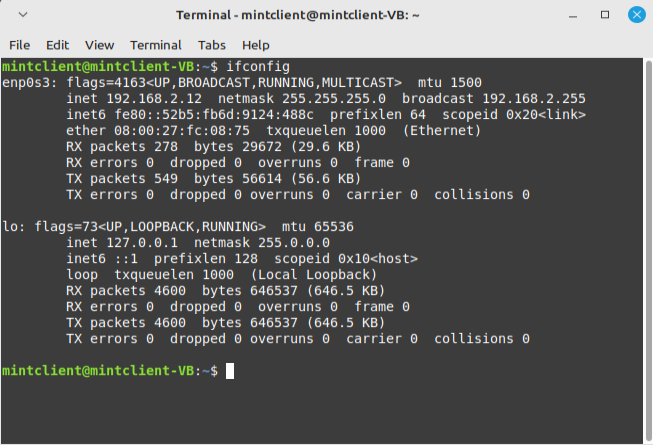 Terminal - mintclient@mintclient-VB: ~
File Edit View Terminal Tabs Help
mintclient@mintclient-VB:~$ ifconfig
enp0s3: flags=4163<UP,BROADCAST,RUNNING,MULTICAST>  mtu 1500
        inet 192.168.2.12  netmask 255.255.255.0  broadcast 192.168.2.255
        inet6 fe80::52b5:fb6d:9124:488c  prefixlen 64  scopeid 0x20<link>
        ether 08:00:27:fc:08:75  txqueuelen 1000  (Ethernet)
        RX packets 278  bytes 29672 (29.6 KB)
        RX errors 0  dropped 0  overruns 0  frame 0
        TX packets 549  bytes 56614 (56.6 KB)
        TX errors 0  dropped 0 overruns 0  carrier 0  collisions 0
lo: flags=73<UP,LOOPBACK,RUNNING>  mtu 65536
        inet 127.0.0.1  netmask 255.0.0.0
        inet6 ::1  prefixlen 128  scopeid 0x10<host>
        loop  txqueuelen 1000  (Local Loopback)
        RX packets 4600  bytes 646537 (646.5 KB)
        RX errors 0  dropped 0  overruns 0  frame 0
        TX packets 4600  bytes 646537 (646.5 KB)
        TX errors 0  dropped 0 overruns 0  carrier 0  collisions 0
mintclient@mintclient-VB:~$